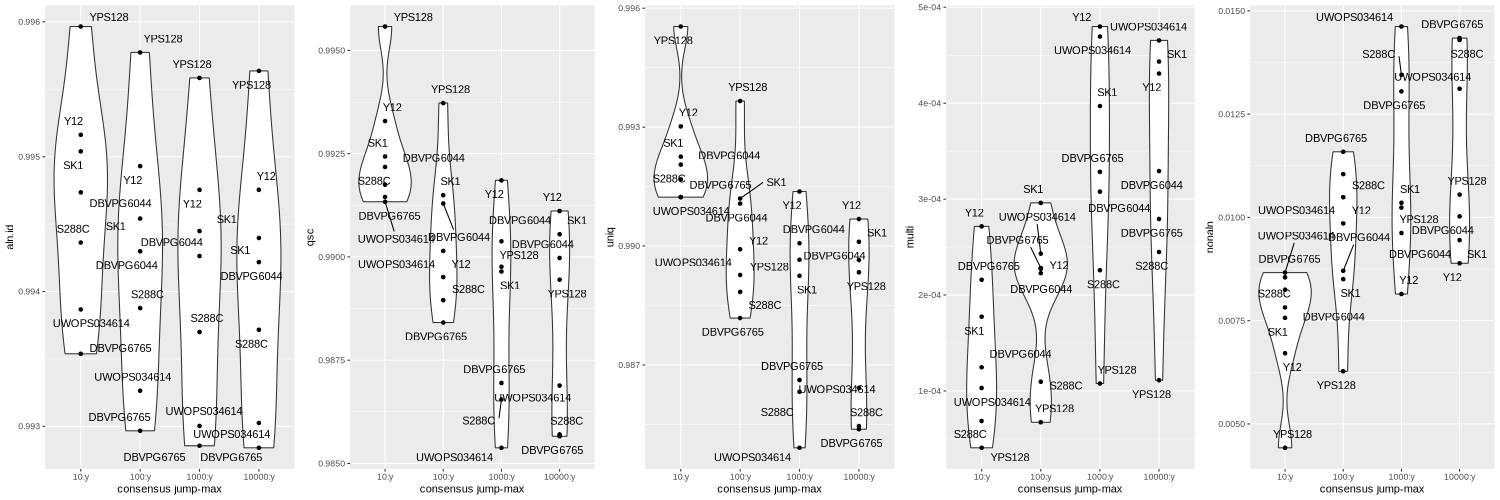 aln.id
0.996
0.995
0.994
0.993
YPS128
Y12
SK1
S288C
UWOPS034614
DBVPG6765
YPS128
Y12
DBVPG6044
SK1
DBVPG6044
S288C
UWOPS034614
DBVPG6765
YPS128
Y12
SK1
DBVPG6044
S288C
UWOPS034614
DBVPG6765
YPS128
Y12
SK1
DBVPG6044
S288C
UWOPS034614
DBVPG6765
10:y 100:y 1000:y 10000:y
consensus jump-max
qsc
0.9950
0.9925
0.9900
0.9875
0.9850
YPS128
Y12
SK1
DBVPG6044
S288C
DBVPG6765
UWOPS034614
YPS128
SK1
DBVPG6044
UWOPS034614
Y12
S288C
DBVPG6765
Y12
DBVPG6044
YPS128
SK1
DBVPG6765
S288C
UWOPS034614
Y12
SK1
DBVPG6044
YPS128
UWOPS034614
S288C
DBVPG6765
10:y 100:y 1000:y 10000:y
consensus jump-max
uniq
0.996
0.993
0.990
0.987
YPS128
Y12
SK1
DBVPG6044
S288C
DBVPG6765
UWOPS034614
YPS128
SK1
DBVPG6044
Y12
UWOPS034614
S288C
DBVPG6765
Y12
DBVPG6044
YPS128
SK1
DBVPG6765
S288C
UWOPS034614
Y12
SK1
DBVPG6044
YPS128
UWOPS034614
S288C
DBVPG6765
10:y 100:y 1000:y 10000:y
consensus jump-max
multi
5e-04
4e-04
3e-04
2e-04
1e-04
Y12
DBVPG6765
SK1
DBVPG6044
UWOPS034614
S288C
YPS128
SK1
UWOPS034614
DBVPG6765
Y12
DBVPG6044
S288C
YPS128
Y12
UWOPS034614
SK1
DBVPG6765
DBVPG6044
S288C
YPS128
UWOPS034614
SK1
Y12
DBVPG6044
DBVPG6765
S288C
YPS128
10:y 100:y 1000:y 10000:y
consensus jump-max
nonaln
0.0150
0.0125
0.0100
0.0075
0.0050
UWOPS034614
DBVPG6765
S288C
DBVPG6044
SK1
Y12
YPS128
DBVPG6765
S288C
UWOPS034614
Y12
DBVPG6044
SK1
YPS128
UWOPS034614
S288C
DBVPG6765
SK1
YPS128
DBVPG6044
Y12
DBVPG6765
S288C
UWOPS034614
YPS128
DBVPG6044
SK1
Y12
10:y 100:y 1000:y 10000:y
consensus jump-max